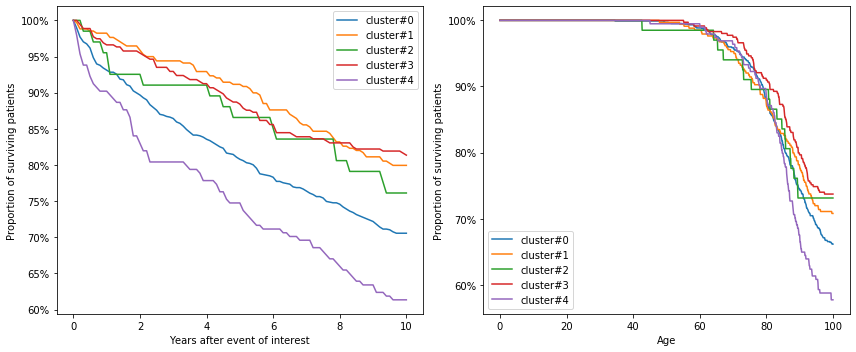 100%
95%
90%
85%
80%
75%
70%
65%
60%
Proportion of surviving patients
0
2
4
6
8
10
Years after event of interest
cluster#0
cluster#1
cluster#2
cluster#3
cluster#4
100%
90%
80%
70%
60%
Proportion of surviving patients
0
20
40
60
80
100
Age
cluster#0
cluster#1
cluster#2
cluster#3
cluster#4